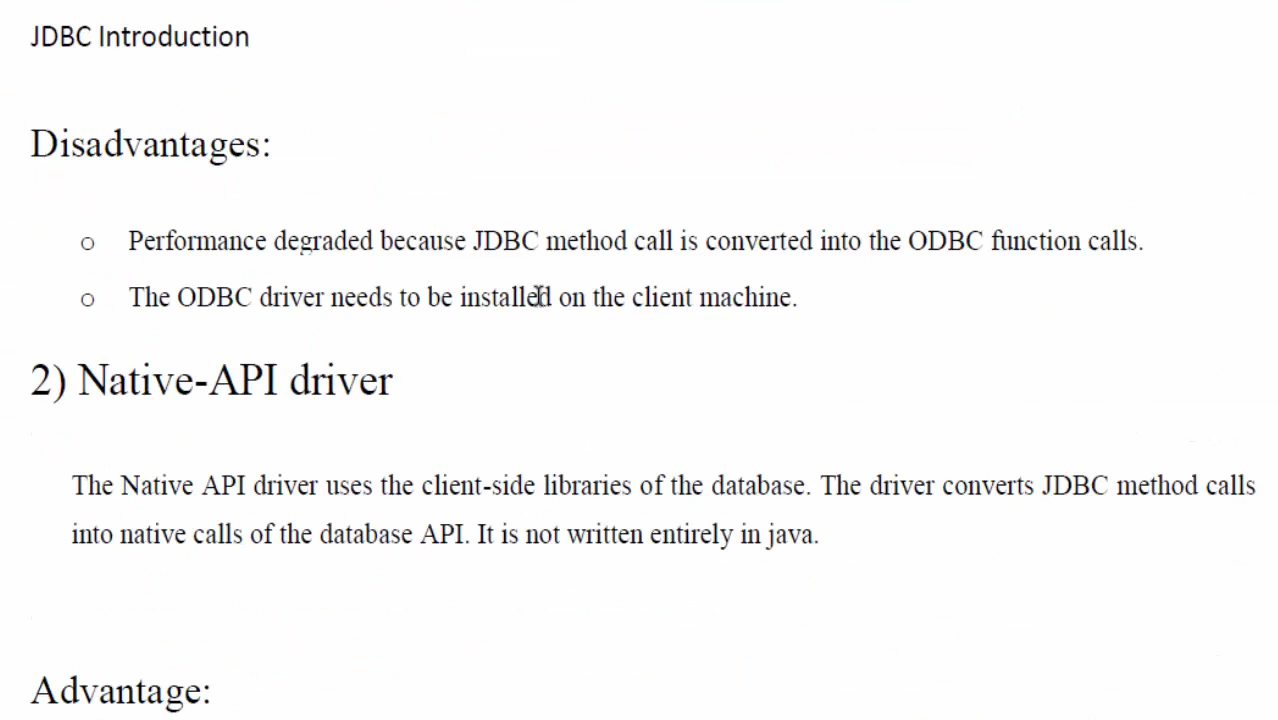 JDBC Introduction
Disadvantages:
o Performance degraded because JDBC method call is converted into the ODBC function calls.
o The ODBC driver needs to be installed on the client machine.
2) Native-API driver
The Native API driver uses the client-side libraries of the database. The driver converts JDBC method calls
into native calls of the database API. It is not written entirely in java.
Advantage: